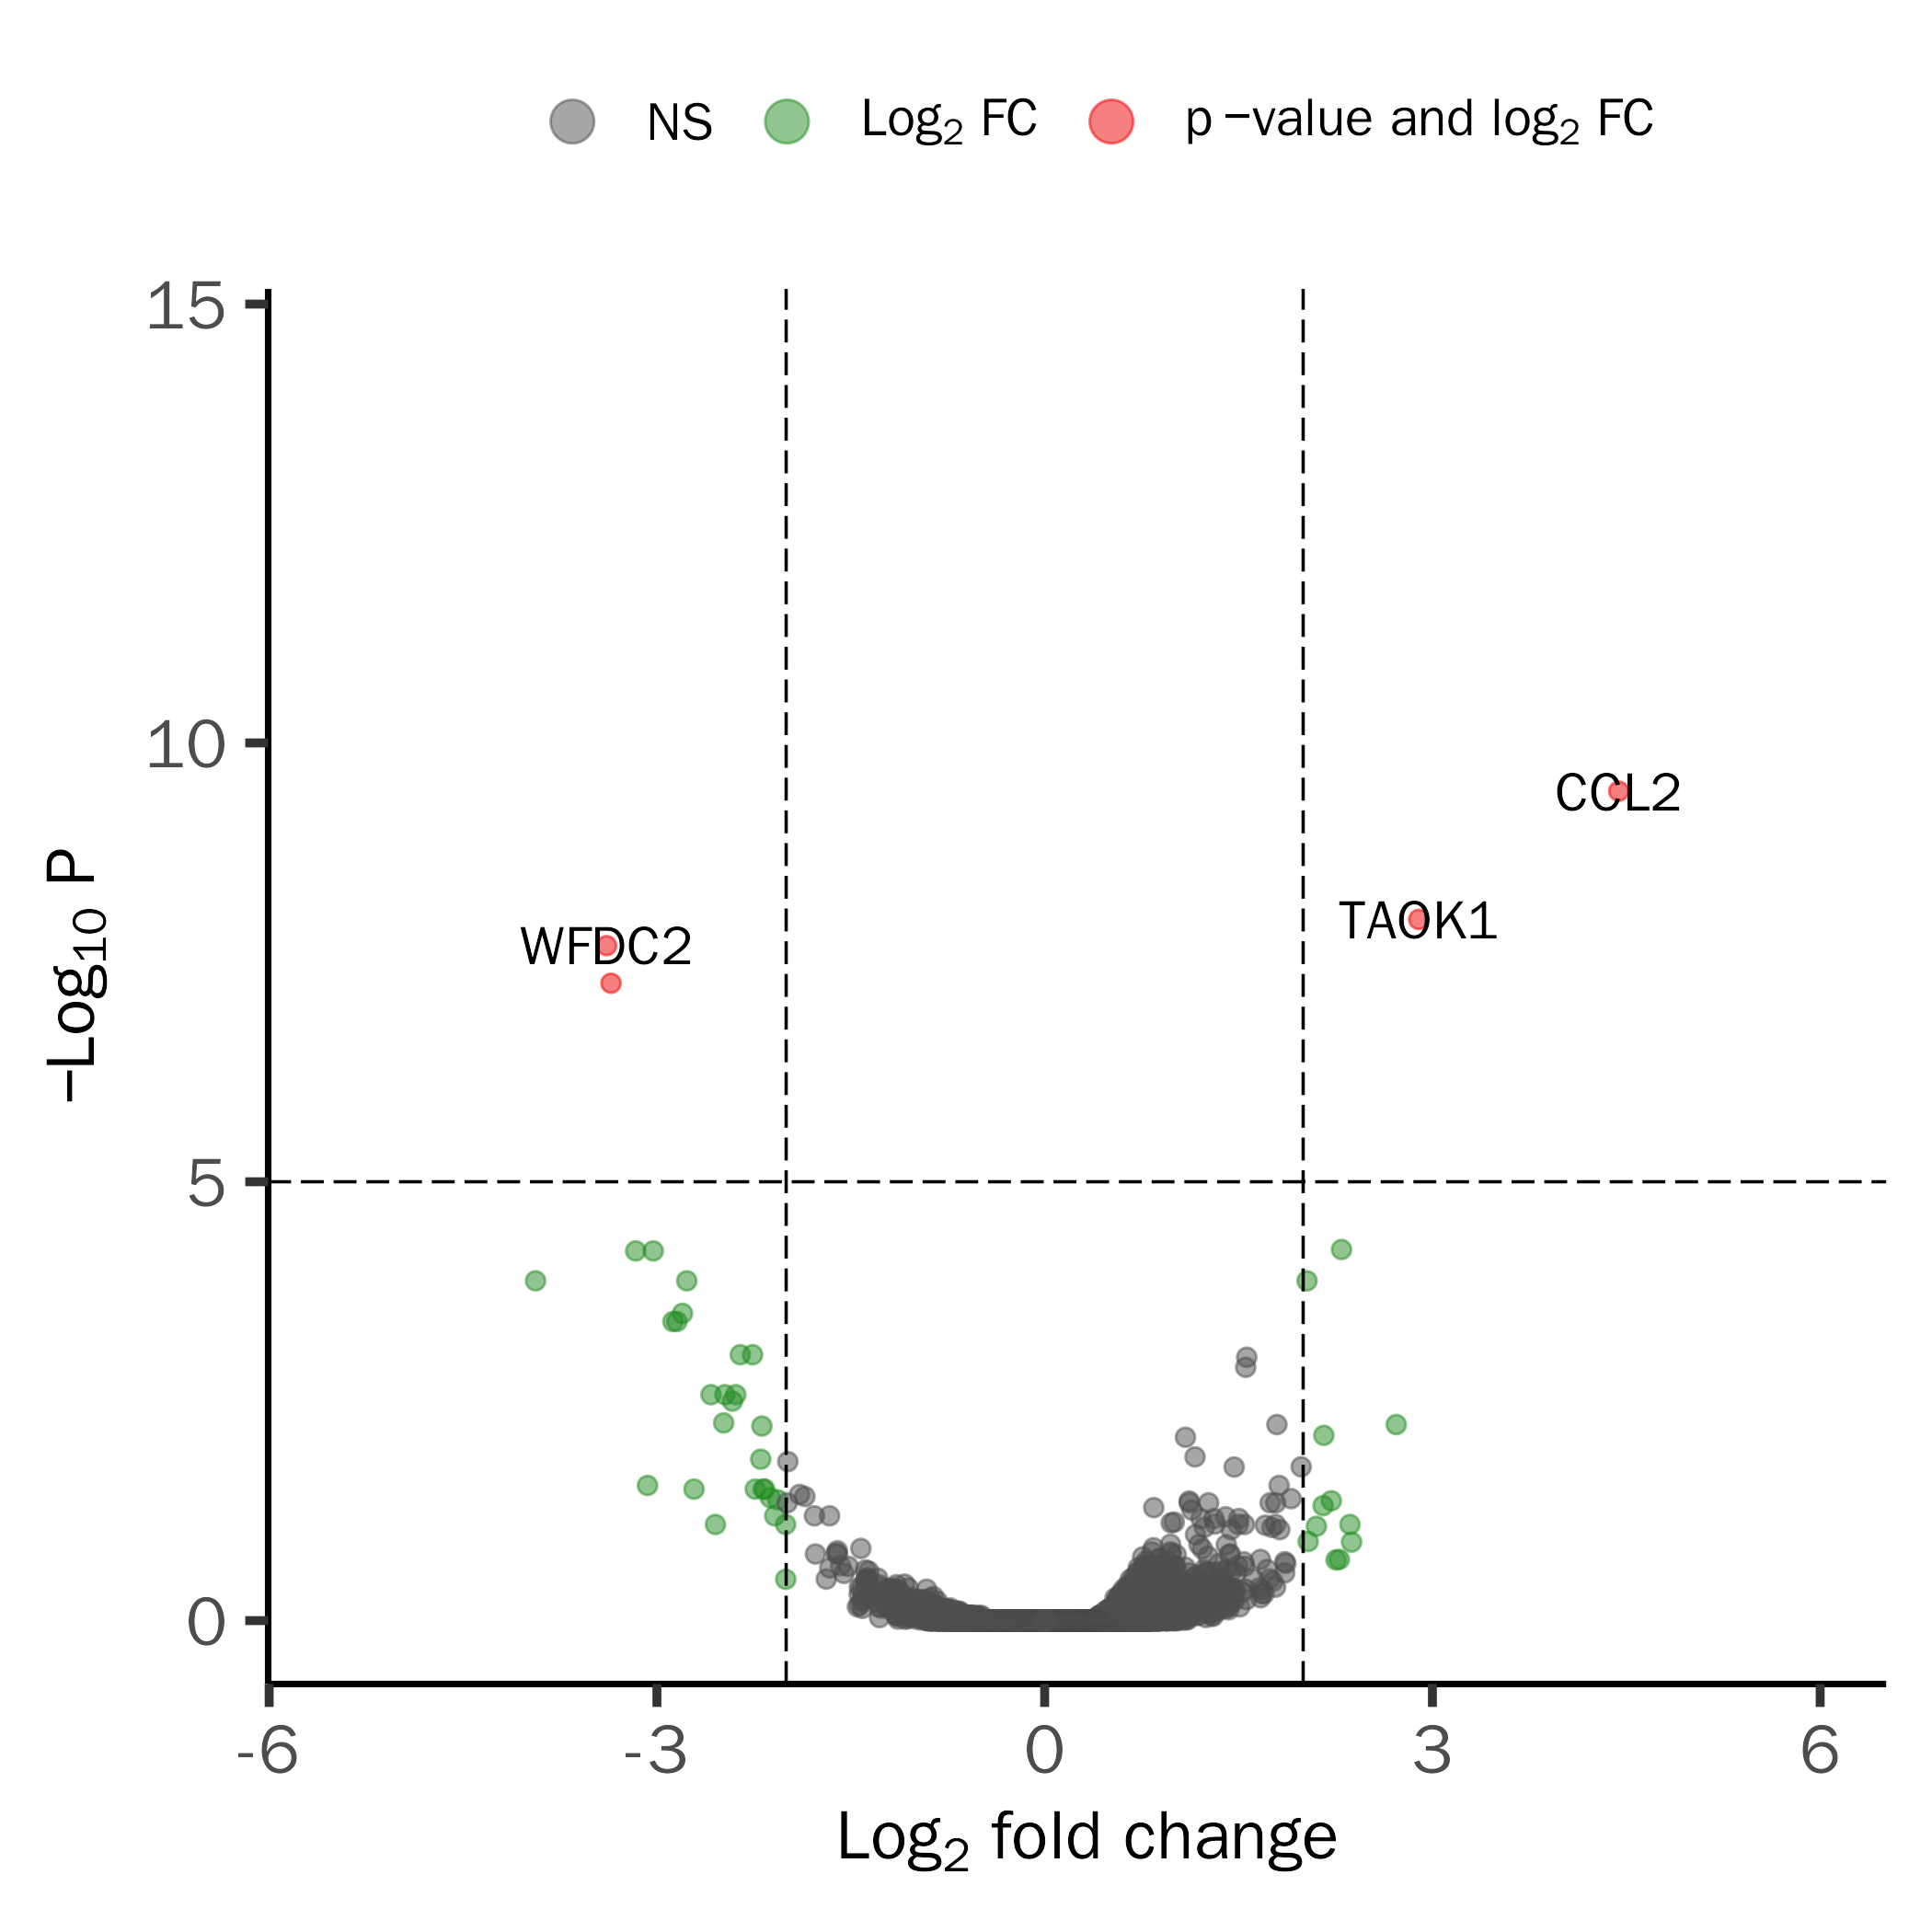 NS Log₂ FC p −value and log₂ FC
15
10
5
0
−Log₁₀ P
CCL2
TAOK1
WFDC2
-6 -3 0 3 6
Log₂ fold change